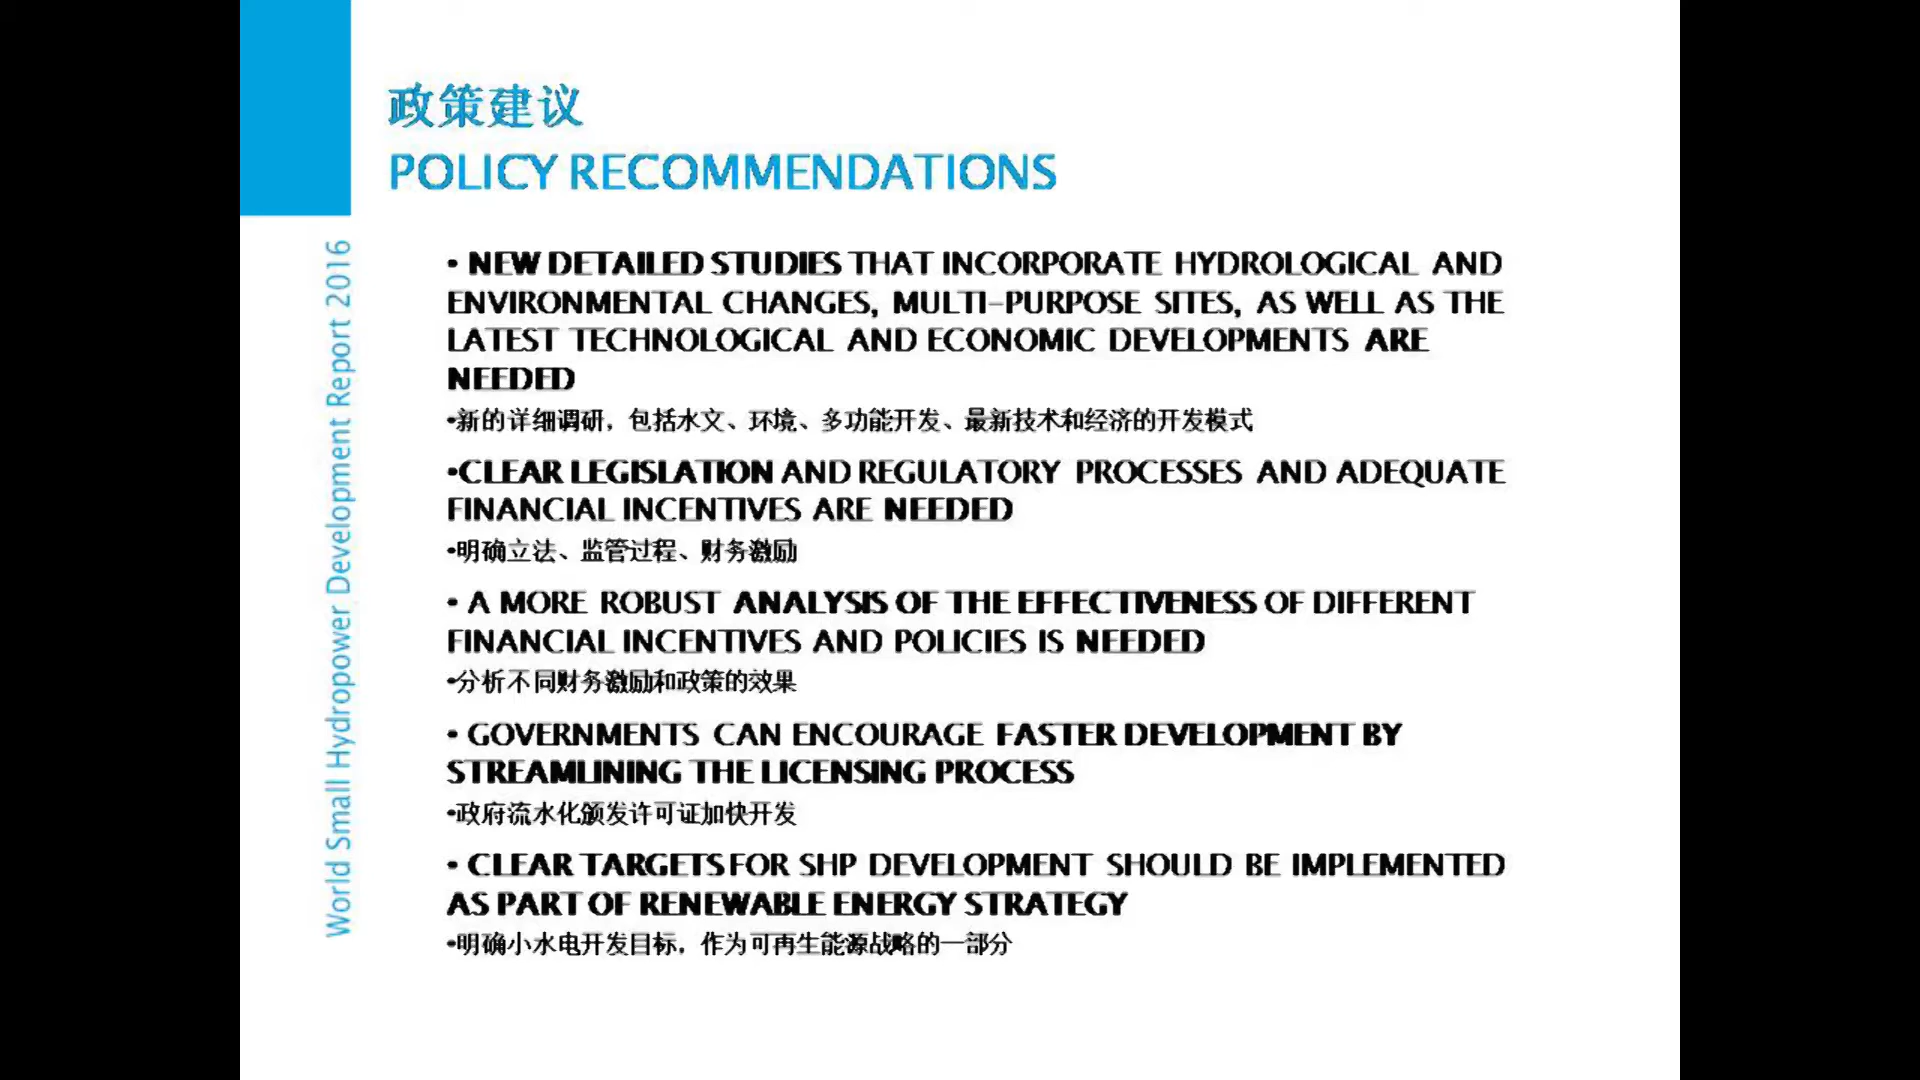 政策建议
POLICY RECOMMENDATIONS
World Small Hydropower Development Report 2016
• NEW DETAILED STUDIES THAT INCORPORATE HYDROLOGICAL AND
ENVIRONMENTAL CHANGES, MULTI-PURPOSE SITES, AS WELL AS THE
LATEST TECHNOLOGICAL AND ECONOMIC DEVELOPMENTS ARE
NEEDED
•新的详细调研，包括水文、环境、多功能开发、最新技术和经济的开发模式
•CLEAR LEGISLATION AND REGULATORY PROCESSES AND ADEQUATE
FINANCIAL INCENTIVES ARE NEEDED
•明确立法、监管过程、财务激励
• A MORE ROBUST ANALYSIS OF THE EFFECTIVENESS OF DIFFERENT
FINANCIAL INCENTIVES AND POLICIES IS NEEDED
•分析不同财务激励和政策的效果
• GOVERNMENTS CAN ENCOURAGE FASTER DEVELOPMENT BY
STREAMLINING THE LICENSING PROCESS
•政府流水化颁发许可证加快开发
• CLEAR TARGETS FOR SHP DEVELOPMENT SHOULD BE IMPLEMENTED
AS PART OF RENEWABLE ENERGY STRATEGY
•明确小水电开发目标，作为可再生能源战略的一部分